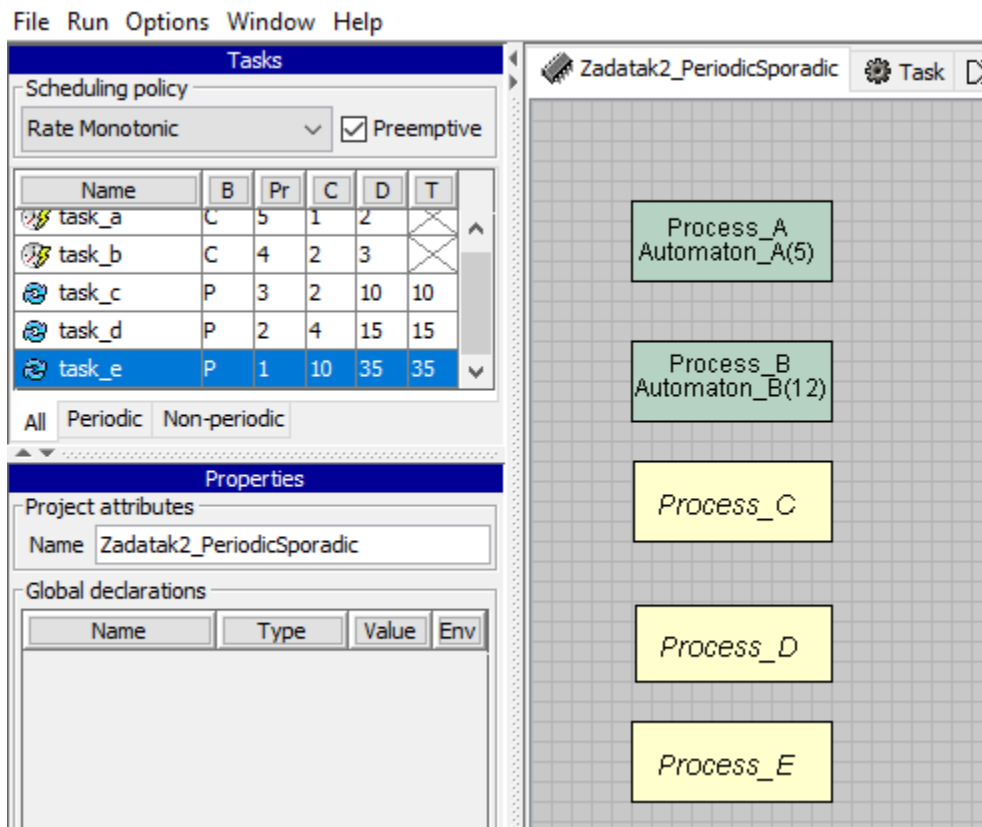 File Run Options Window Help
Tasks
Scheduling policy
Rate Monotonic
Preemptive
Name B Pr C D T
task_a C 5 1 2
task_b C 4 2 3
task_c P 3 2 10 10
task_d P 2 4 15 15
task_e P 1 10 35 35
All Periodic Non-periodic
Properties
Project attributes
Name Zadatak2_PeriodicSporadic
Global declarations
Name Type Value Env
Zadatak2_PeriodicSporadic Task
Process_A
Automaton_A(5)
Process_B
Automaton_B(12)
Process_C
Process_D
Process_E